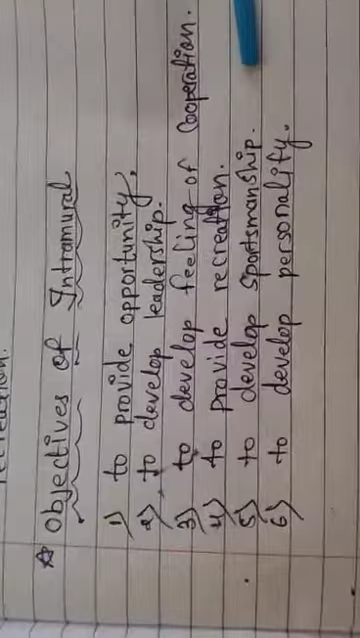 recreation.
☆ Objectives of Intramural
1) to provide opportunity.
2) to develop leadership.
3) to develop feeling of Cooperation.
4) to provide recreation.
5) to develop Sportsmanship.
6) to develop personality.